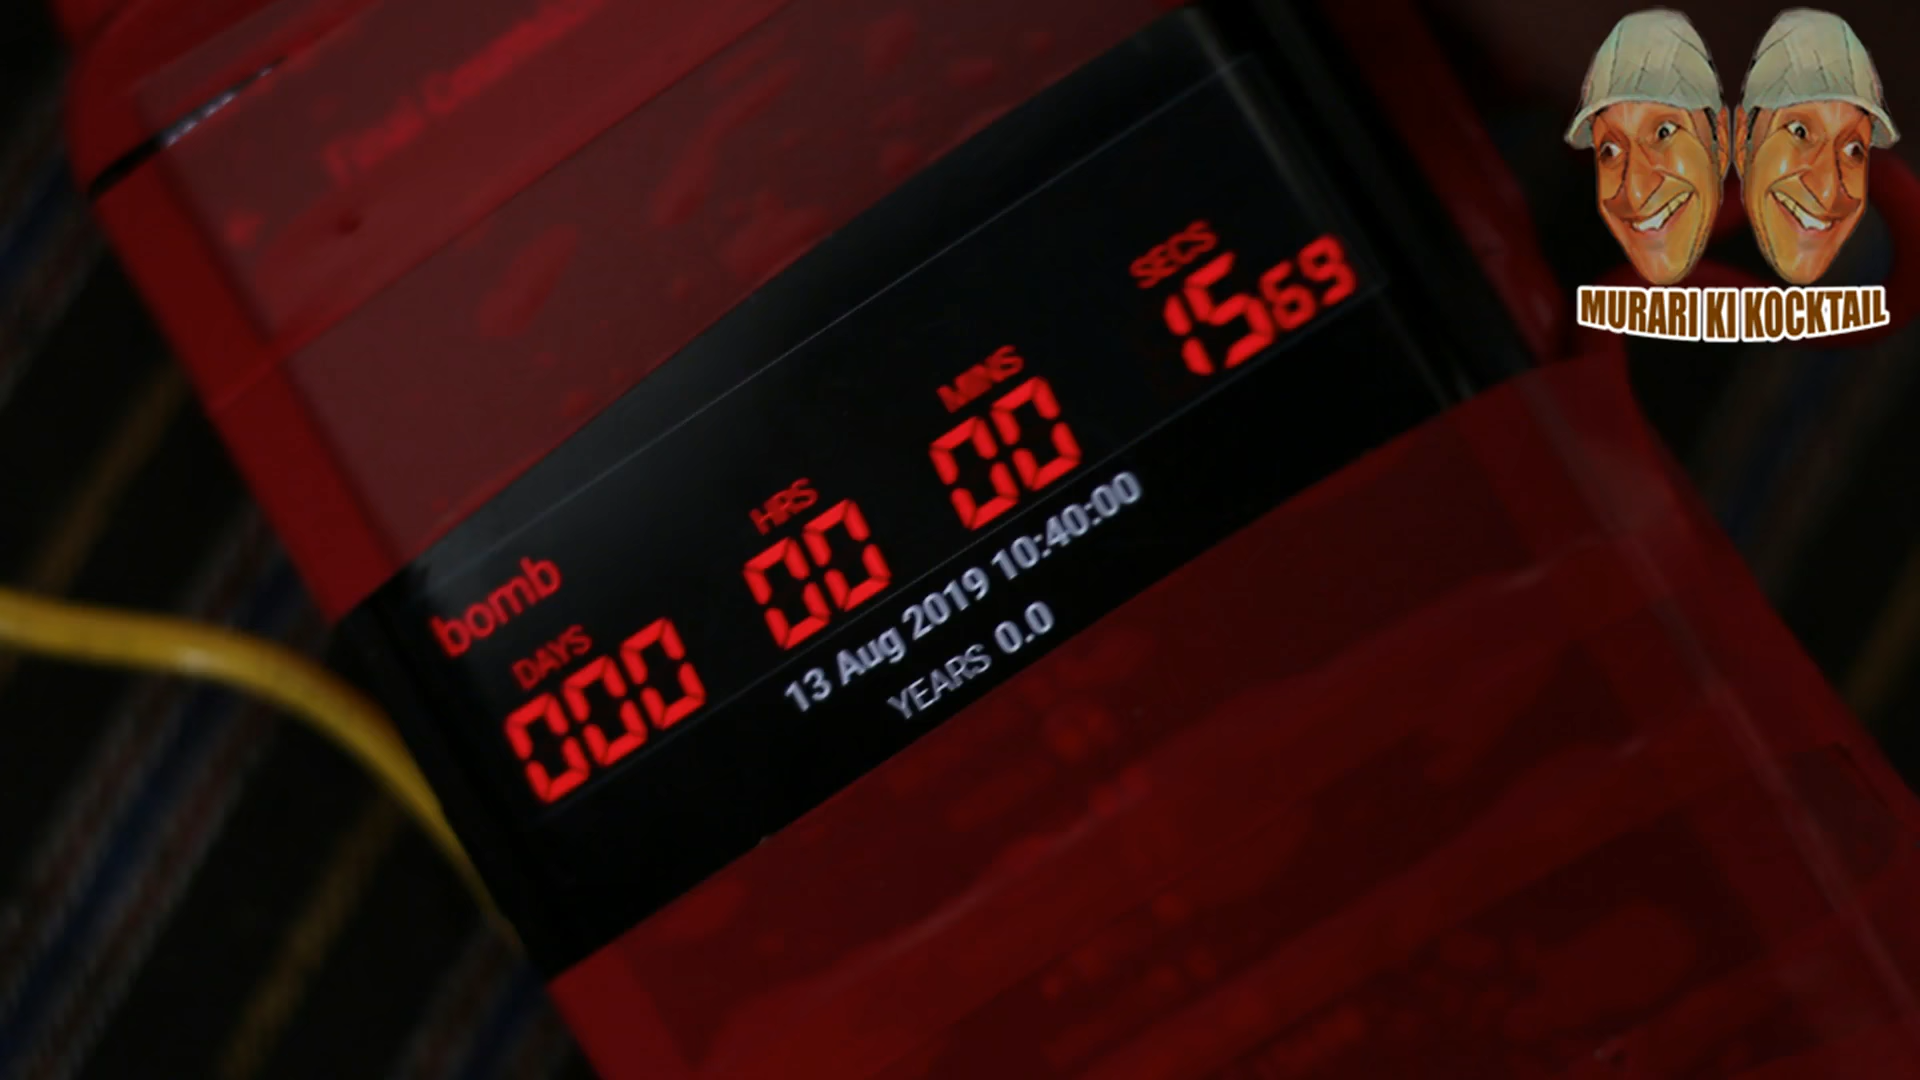 MURARI KI KOCKTAIL
bomb
DAYS HRS MINS SECS
000 00 00 15 69
13 Aug 2019 10:40:00
YEARS 0.0